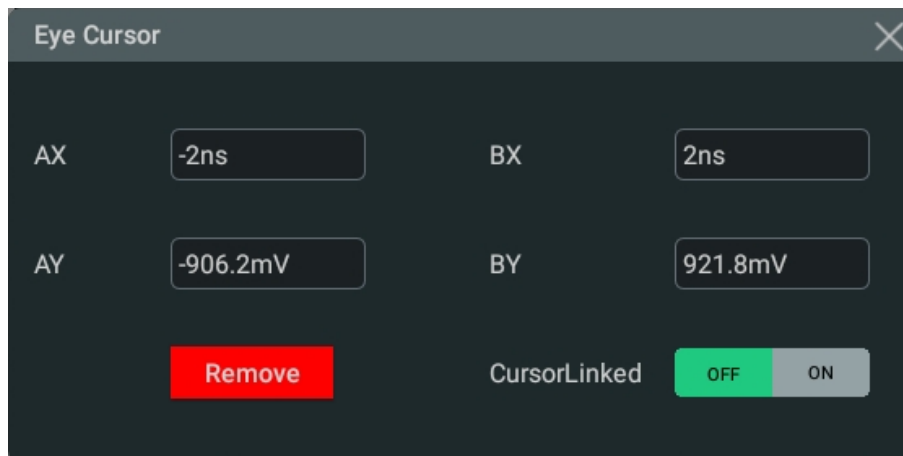 Eye Cursor
AX -2ns BX 2ns
AY -906.2mV BY 921.8mV
Remove CursorLinked OFF ON